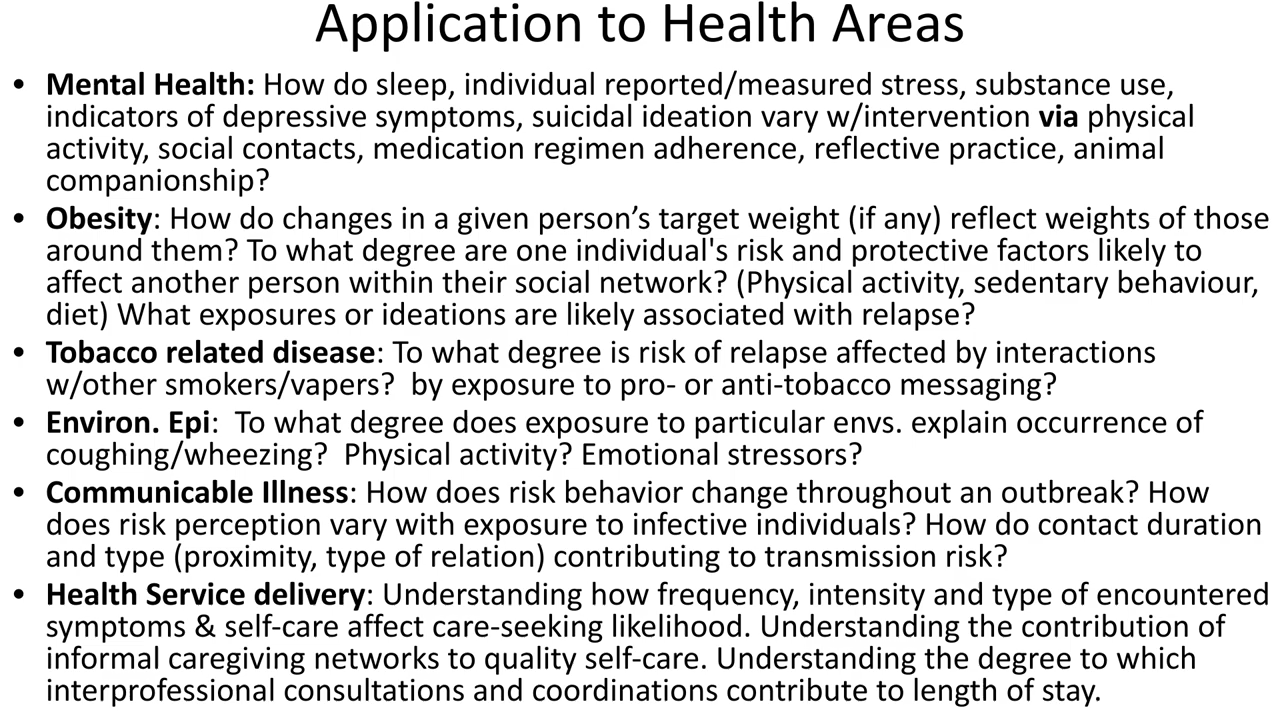 Application to Health Areas
• Mental Health: How do sleep, individual reported/measured stress, substance use,
indicators of depressive symptoms, suicidal ideation vary w/intervention via physical
activity, social contacts, medication regimen adherence, reflective practice, animal
companionship?
• Obesity: How do changes in a given person’s target weight (if any) reflect weights of those
around them? To what degree are one individual's risk and protective factors likely to
affect another person within their social network? (Physical activity, sedentary behaviour,
diet) What exposures or ideations are likely associated with relapse?
• Tobacco related disease: To what degree is risk of relapse affected by interactions
w/other smokers/vapers?  by exposure to pro- or anti-tobacco messaging?
• Environ. Epi:  To what degree does exposure to particular envs. explain occurrence of
coughing/wheezing?  Physical activity? Emotional stressors?
• Communicable Illness: How does risk behavior change throughout an outbreak? How
does risk perception vary with exposure to infective individuals? How do contact duration
and type (proximity, type of relation) contributing to transmission risk?
• Health Service delivery: Understanding how frequency, intensity and type of encountered
symptoms & self-care affect care-seeking likelihood. Understanding the contribution of
informal caregiving networks to quality self-care. Understanding the degree to which
interprofessional consultations and coordinations contribute to length of stay.